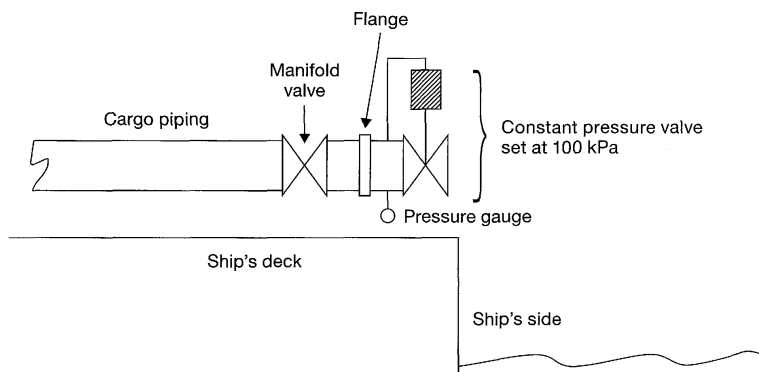 Flange
Manifold
valve
Cargo piping
Constant pressure valve
set at 100 kPa
Pressure gauge
Ship's deck
Ship's side